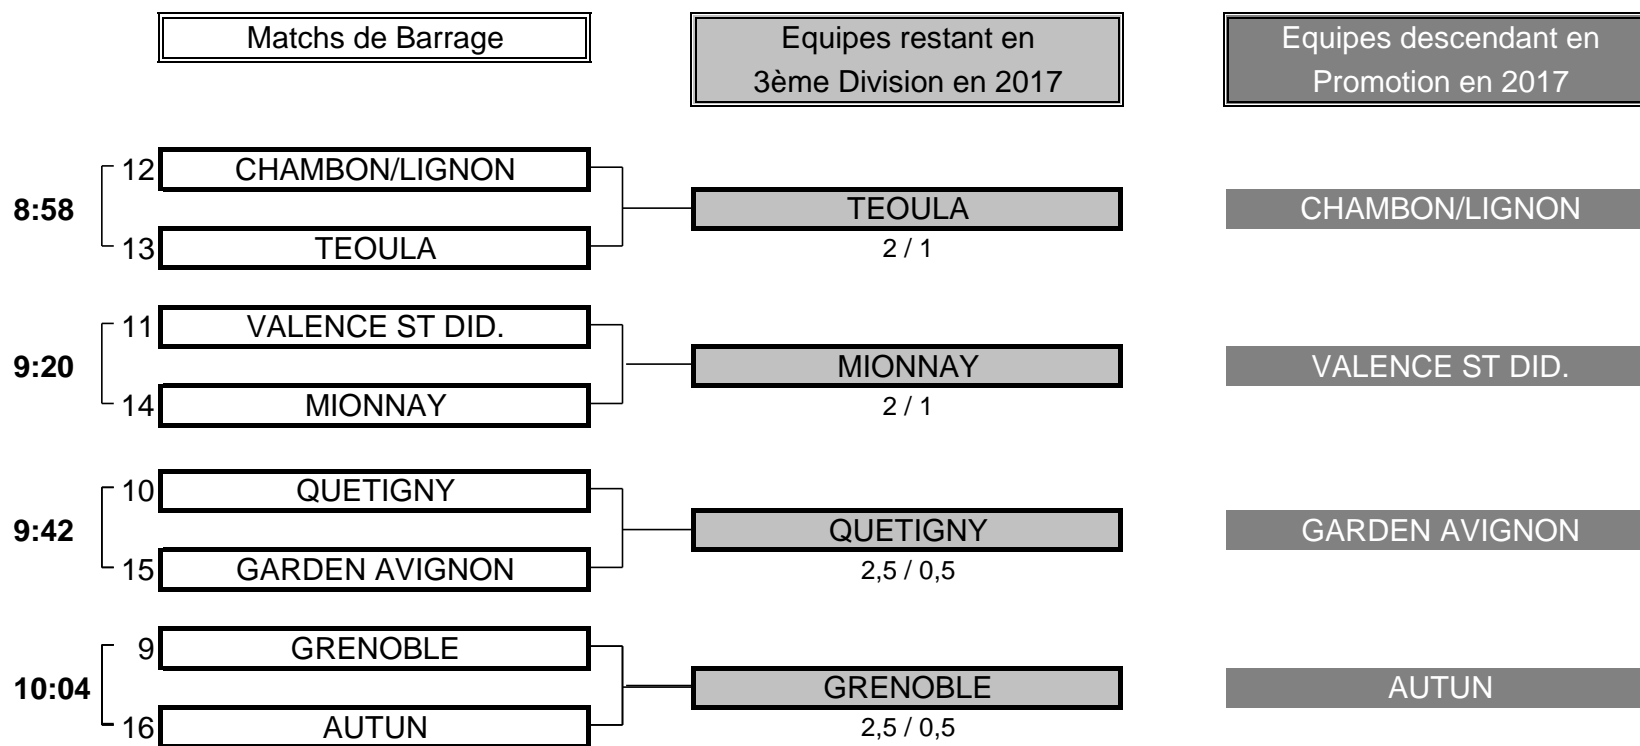 Matchs de Barrage
Equipes restant en
3ème Division en 2017
Equipes descendant en
Promotion en 2017
12 CHAMBON/LIGNON
8:58 TEOULA CHAMBON/LIGNON
13 TEOULA 2 / 1
11 VALENCE ST DID.
9:20 MIONNAY VALENCE ST DID.
14 MIONNAY 2 / 1
10 QUETIGNY
9:42 QUETIGNY GARDEN AVIGNON
15 GARDEN AVIGNON 2,5 / 0,5
9 GRENOBLE
10:04 GRENOBLE AUTUN
16 AUTUN 2,5 / 0,5